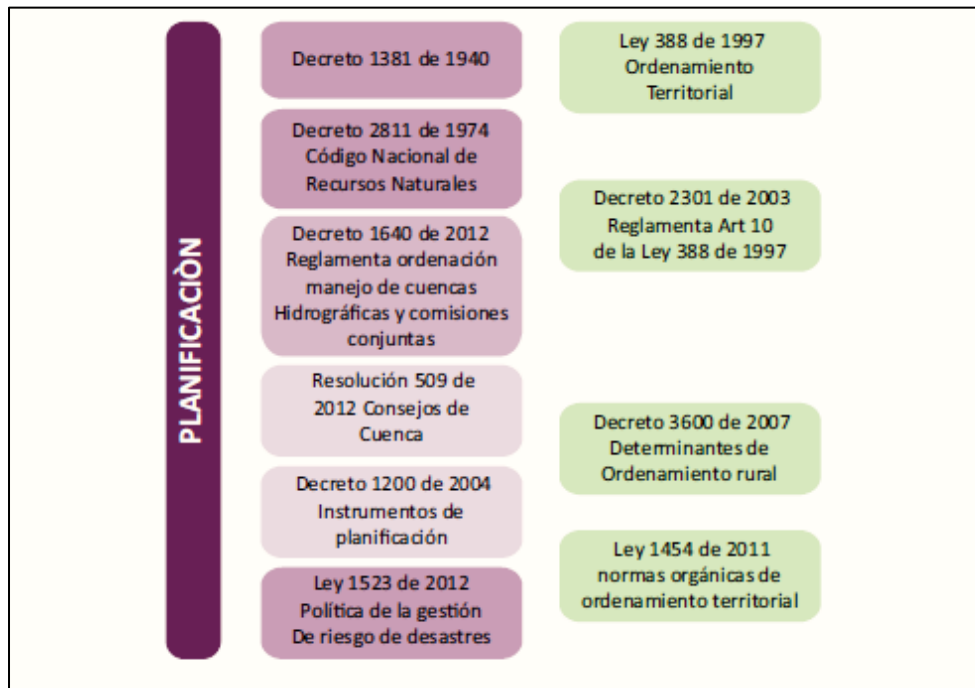 PLANIFICACIÒN
Decreto 1381 de 1940
Decreto 2811 de 1974
Código Nacional de
Recursos Naturales
Decreto 1640 de 2012
Reglamenta ordenación
manejo de cuencas
Hidrográficas y comisiones
conjuntas
Resolución 509 de
2012 Consejos de
Cuenca
Decreto 1200 de 2004
Instrumentos de
planificación
Ley 1523 de 2012
Política de la gestión
De riesgo de desastres
Ley 388 de 1997
Ordenamiento
Territorial
Decreto 2301 de 2003
Reglamenta Art 10
de la Ley 388 de 1997
Decreto 3600 de 2007
Determinantes de
Ordenamiento rural
Ley 1454 de 2011
normas orgánicas de
ordenamiento territorial